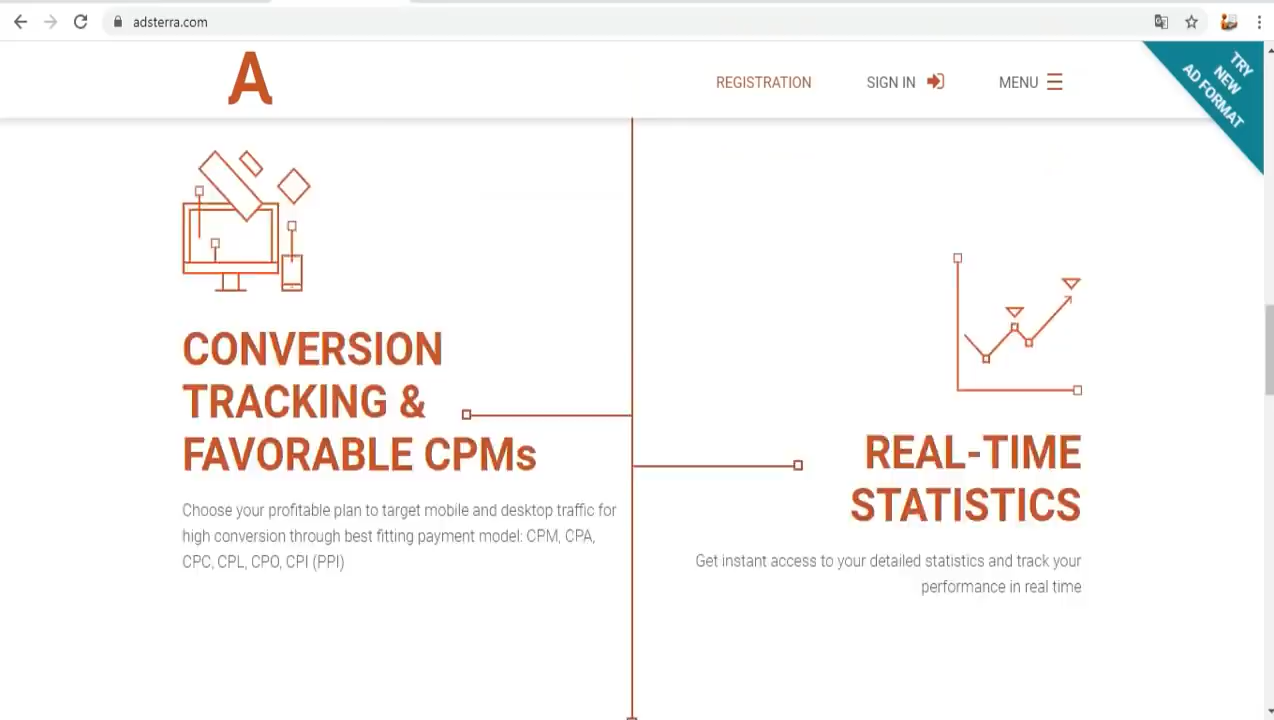 adsterra.com
A
REGISTRATION
SIGN IN
MENU
TRY
NEW
AD FORMAT
CONVERSION
TRACKING &
FAVORABLE CPMs
Choose your profitable plan to target mobile and desktop traffic for
high conversion through best fitting payment model: CPM, CPA,
CPC, CPL, CPO, CPI (PPI)
REAL-TIME
STATISTICS
Get instant access to your detailed statistics and track your
performance in real time